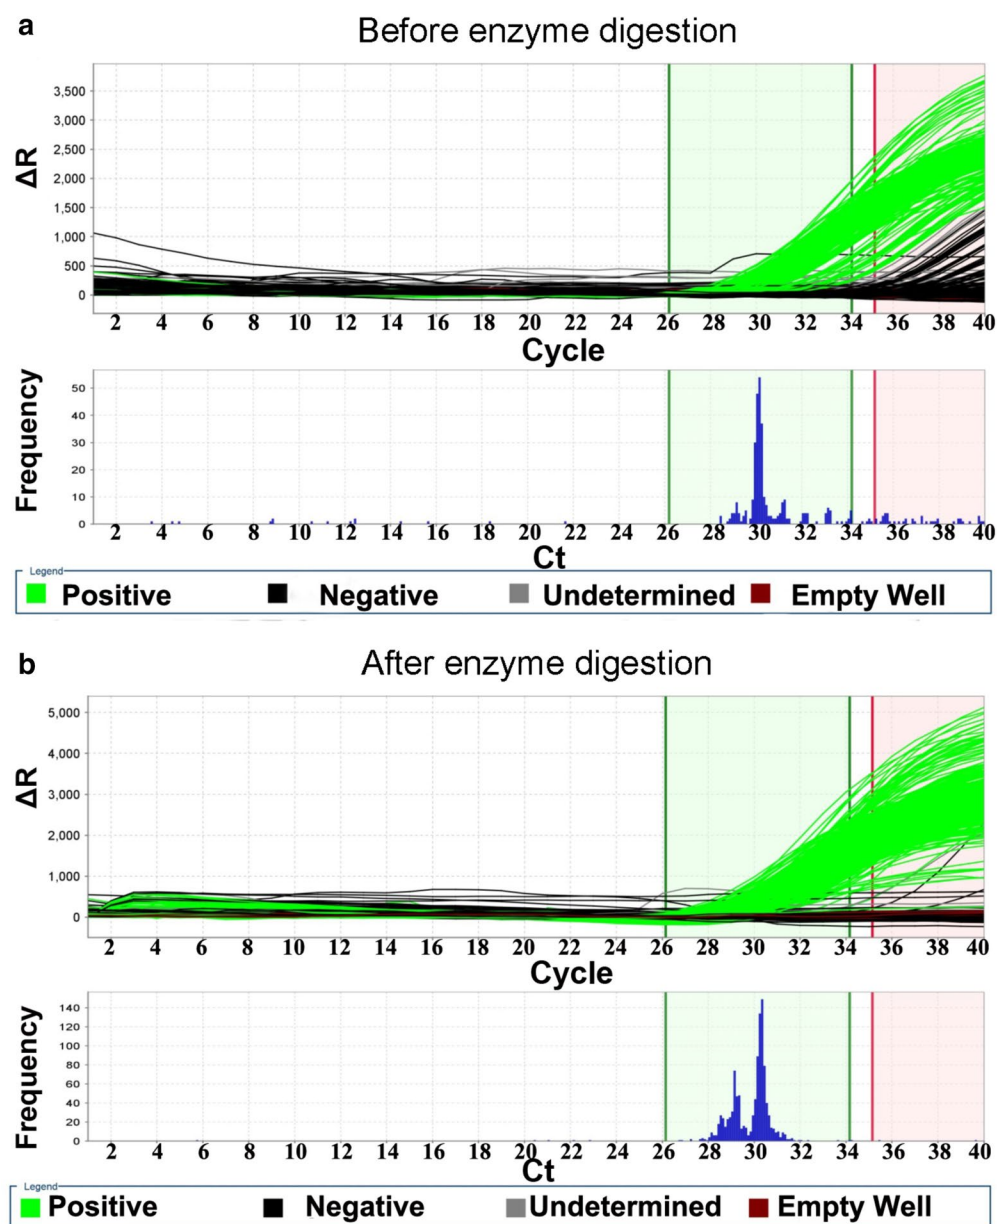 a
Before enzyme digestion
ΔR
3,500
3,000
2,500
2,000
1,500
1,000
500
0
2 4 6 8 10 12 14 16 18 20 22 24 26 28 30 32 34 36 38 40
Cycle
Frequency
50
40
30
20
10
0
2 4 6 8 10 12 14 16 18 20 22 24 26 28 30 32 34 36 38 40
Ct
Legend
Positive Negative Undetermined Empty Well
b
After enzyme digestion
ΔR
5,000
4,000
3,000
2,000
1,000
0
2 4 6 8 10 12 14 16 18 20 22 24 26 28 30 32 34 36 38 40
Cycle
Frequency
140
120
100
80
60
40
20
0
2 4 6 8 10 12 14 16 18 20 22 24 26 28 30 32 34 36 38 40
Ct
Legend
Positive Negative Undetermined Empty Well